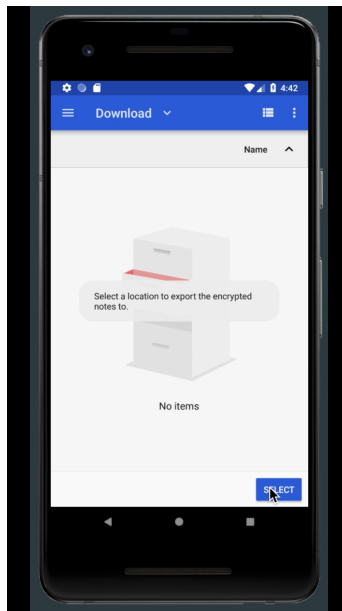 4:42
Download
Name
Select a location to export the encrypted
notes to.
No items
SELECT